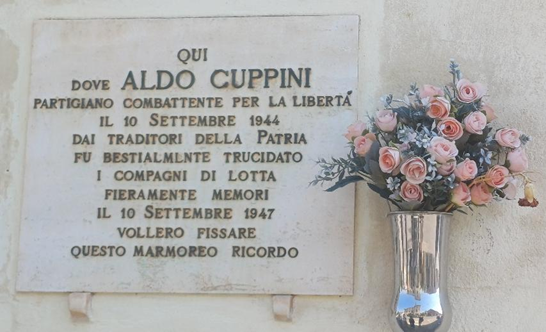 QUI
DOVE ALDO CUPPINI
PARTIGIANO COMBATTENTE PER LA LIBERTÀ
IL 10 SETTEMBRE 1944
DAI TRADITORI DELLA PATRIA
FU BESTIALMLNTE TRUCIDATO
I COMPAGNI DI LOTTA
FIERAMENTE MEMORI
IL 10 SETTEMBRE 1947
VOLLERO FISSARE
QUESTO MARMOREO RICORDO